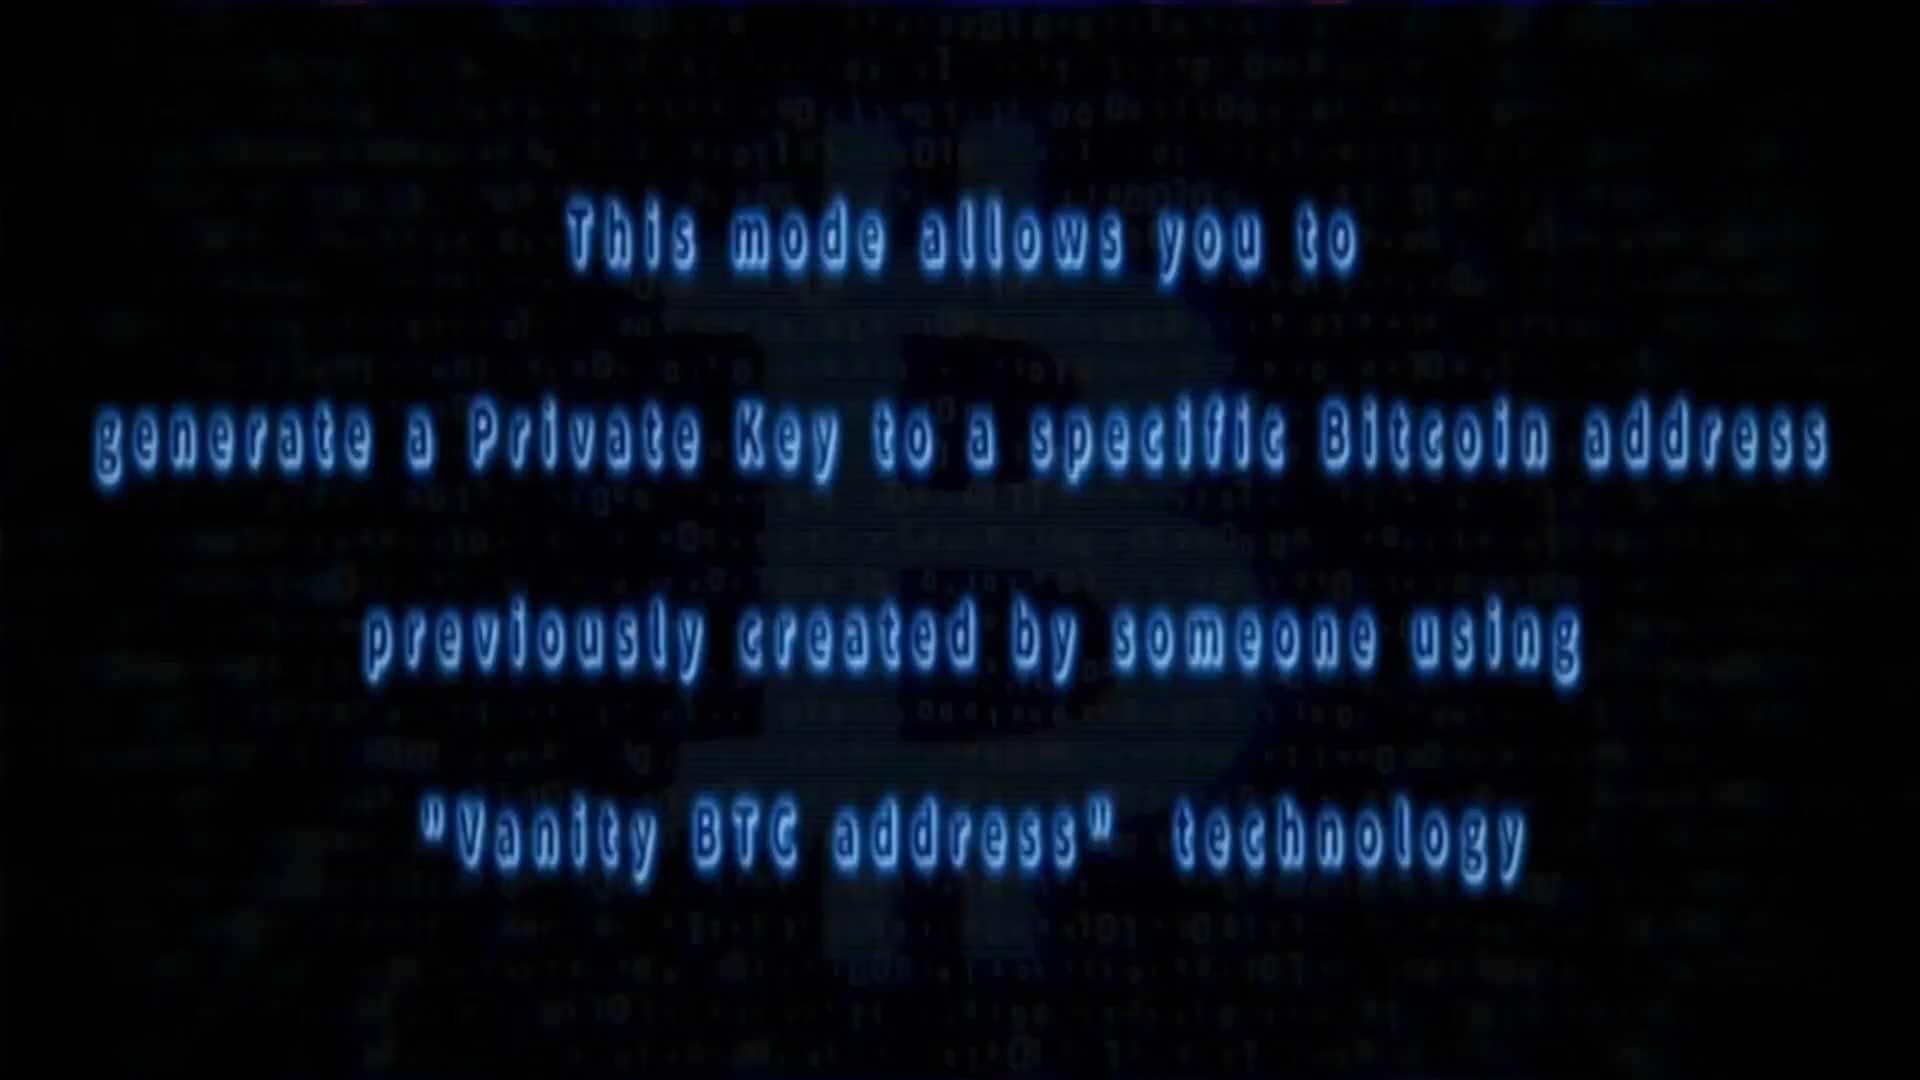 This mode allows you to
generate a Private Key to a specific Bitcoin address
previously created by someone using
"Vanity BTC address" technology